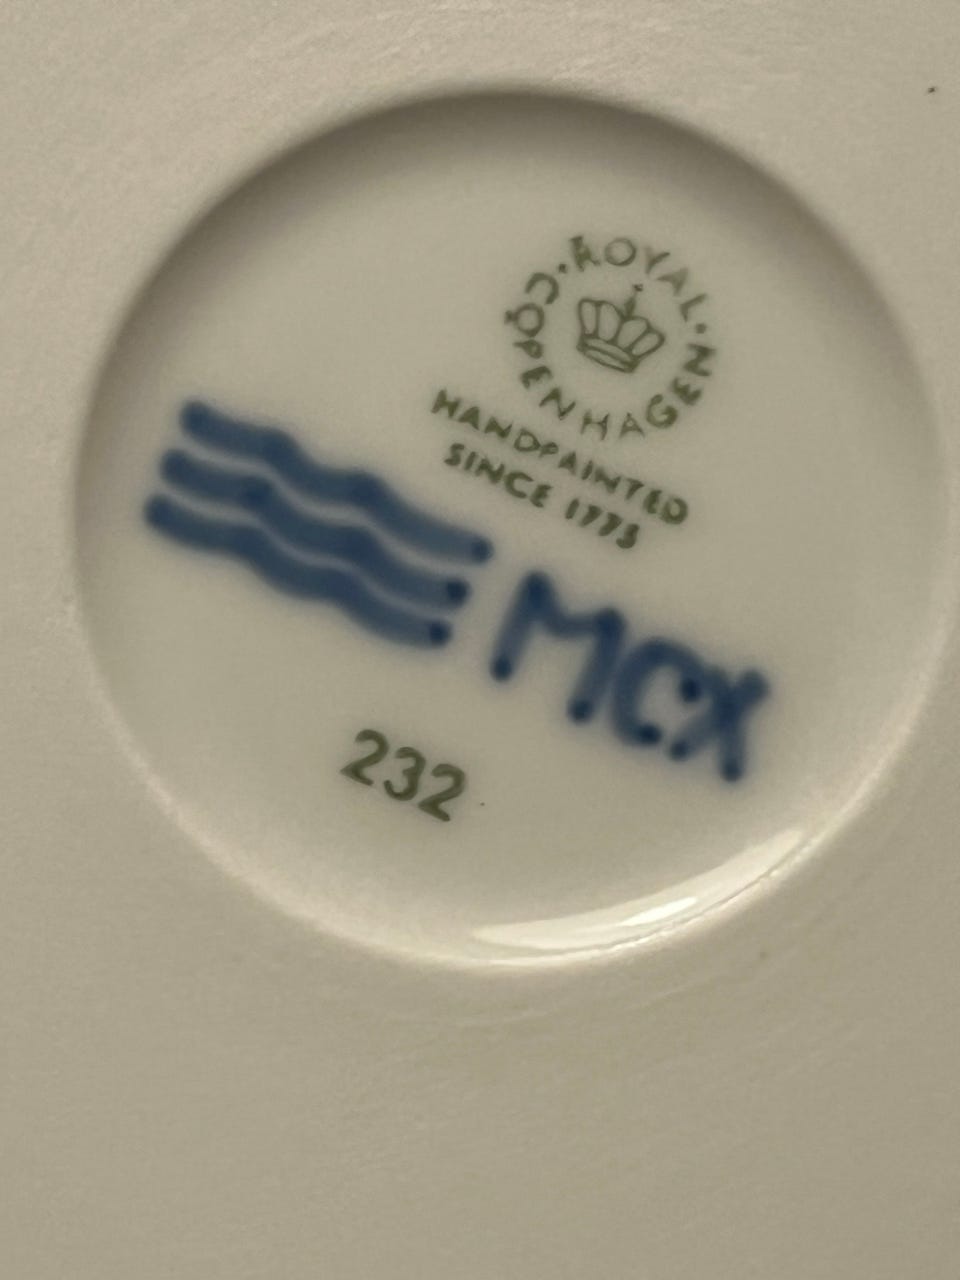 ROYAL · COPENHAGEN ·
HANDPAINTED
SINCE 1775
MCX
232